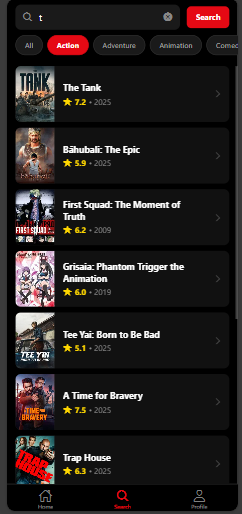 t
Search
All
Action
Adventure
Animation
Comed
TANK
The Tank
7.2 • 2025
Bāhubali: The Epic
5.9 • 2025
FIRST SQUAD
First Squad: The Moment of
Truth
6.2 • 2009
Grisaia: Phantom Trigger the
Animation
6.0 • 2019
TEE YAI
Tee Yai: Born to Be Bad
5.1 • 2025
TIME FOR
BRAVERY
A Time for Bravery
7.5 • 2025
TRAP
HOUSE
Trap House
6.3 • 2025
Home
Search
Profile